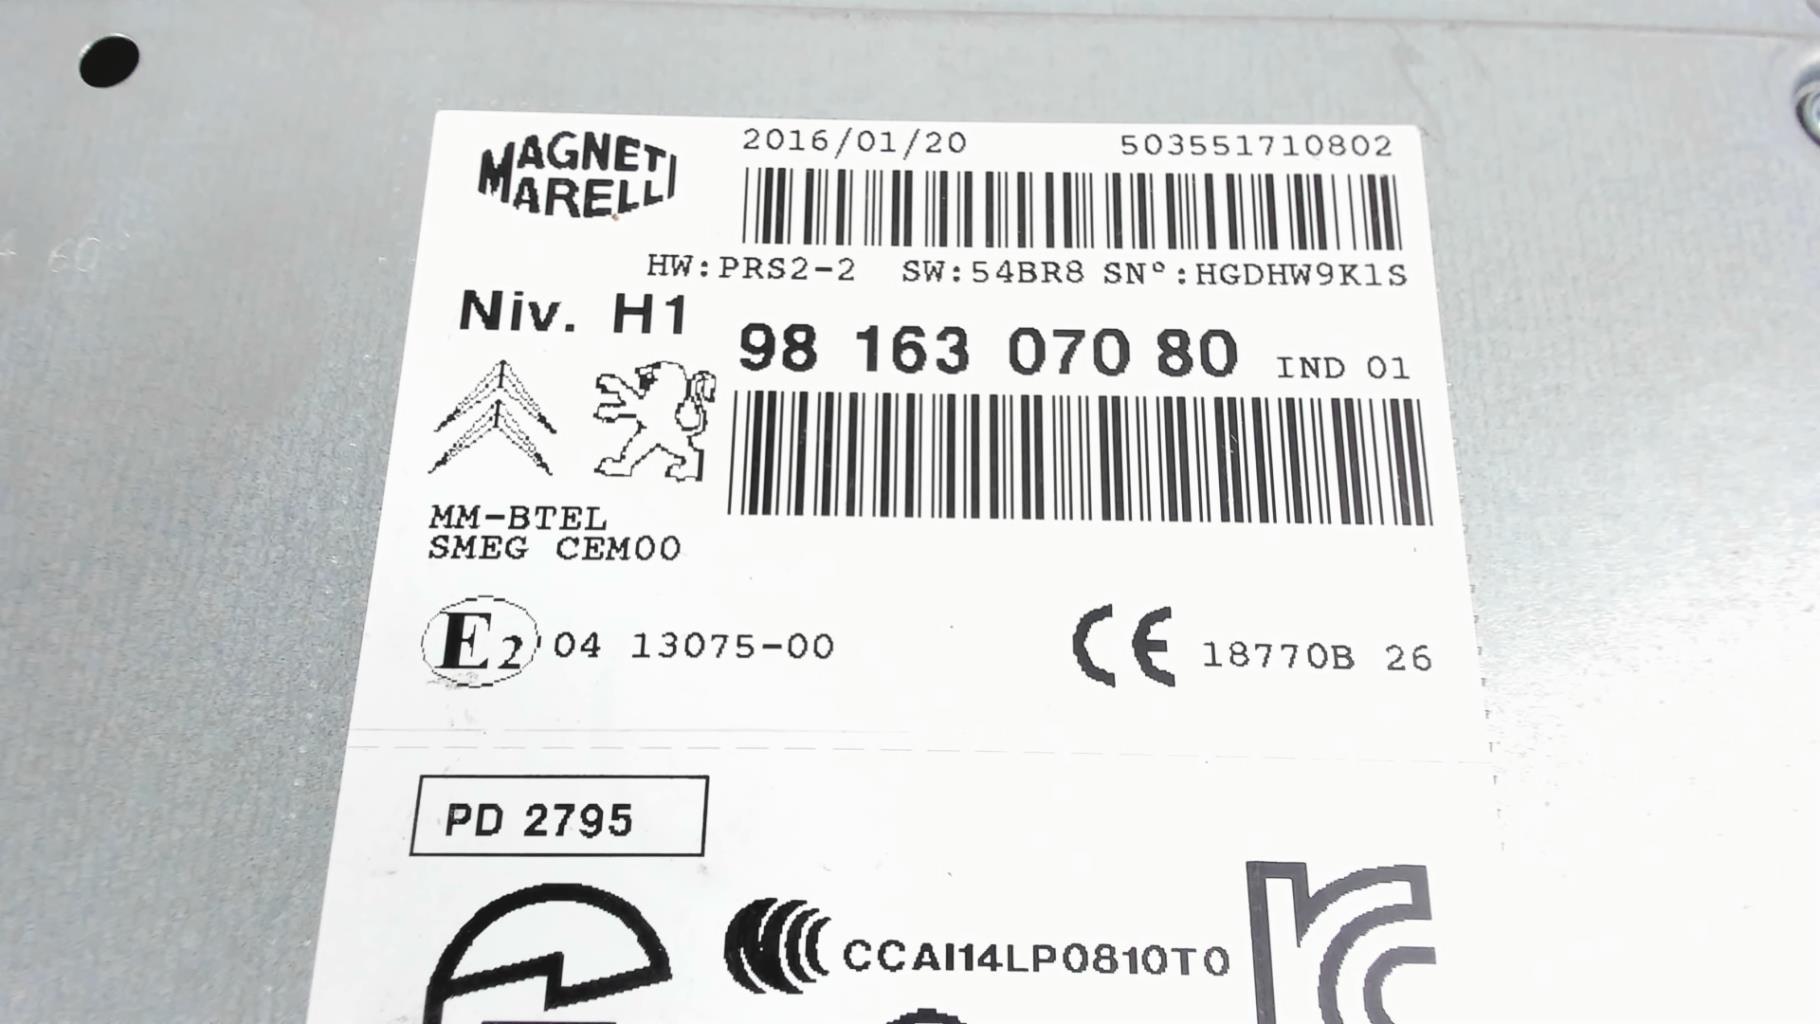 MAGNETI
MARELLI
2016/01/20 503551710802
HW:PRS2-2 SW:54BR8 SN°:HGDHW9K1S
Niv. H1
98 163 070 80 IND 01
MM-BTEL
SMEG CEM00
E2 04 13075-00
CE 18770B 26
PD 2795
CCAI14LP0810T0